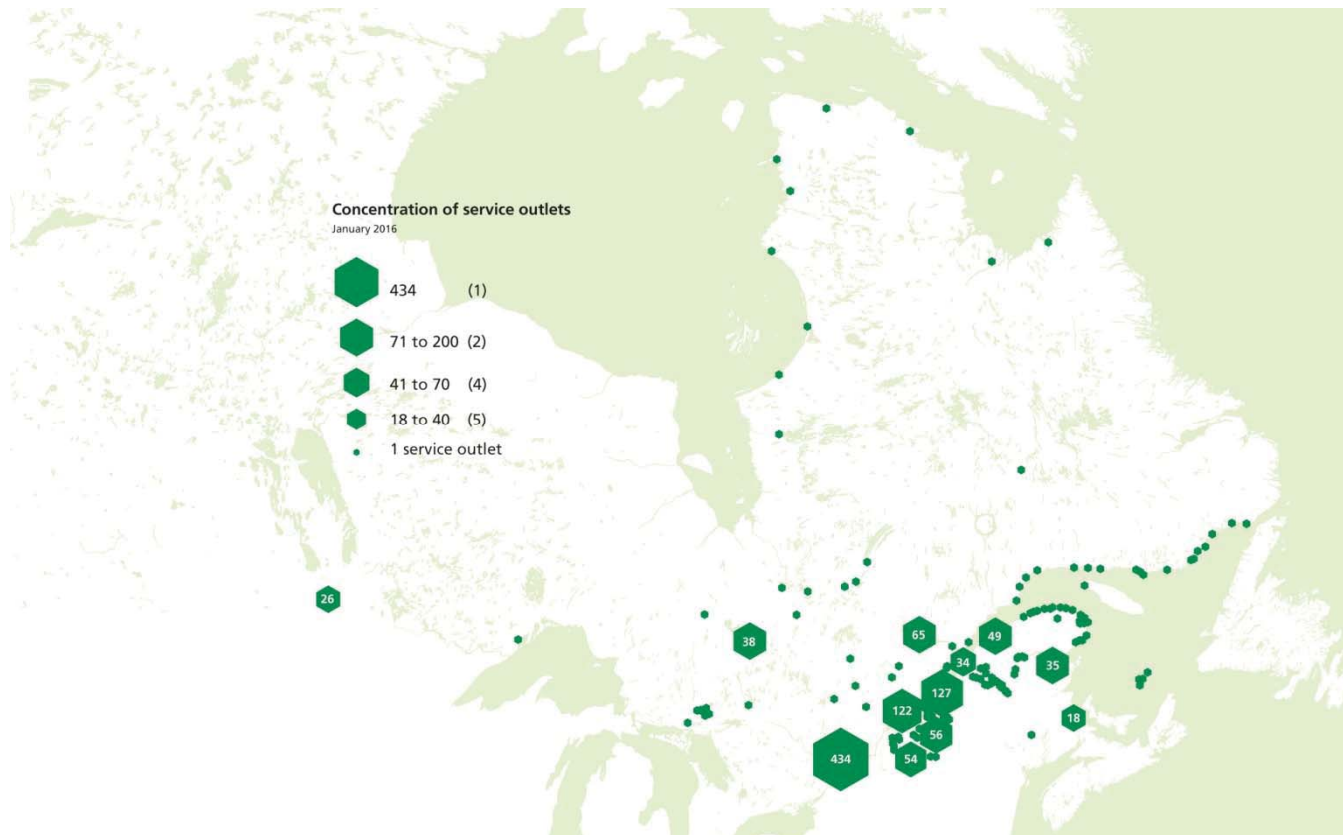 Concentration of service outlets
January 2016
434 (1)
71 to 200 (2)
41 to 70 (4)
18 to 40 (5)
1 service outlet
26
38
65
49
34
35
127
122
18
56
434
54